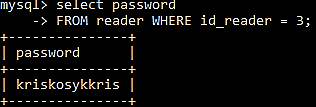 mysql> select password
    -> FROM reader WHERE id_reader = 3;
+---------------+
| password      |
+---------------+
| kriskosykkris |
+---------------+